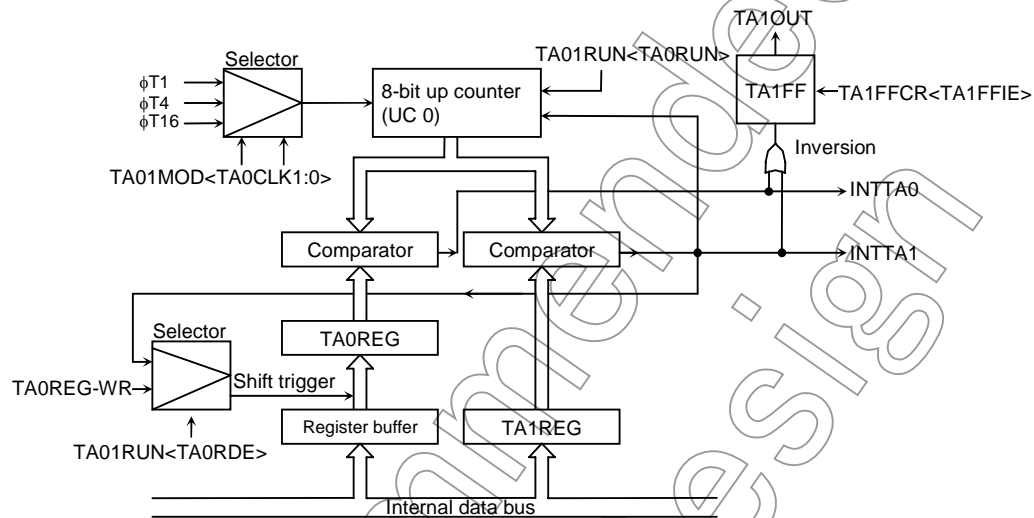 TA1OUT
Selector
TA01RUN<TA0RUN>
ϕT1
ϕT4
ϕT16
8-bit up counter
(UC 0)
TA1FF
TA1FFCR<TA1FFIE>
Inversion
TA01MOD<TA0CLK1:0>
INTTA0
Comparator
Comparator
INTTA1
Selector
TA0REG
TA0REG-WR
Shift trigger
Register buffer
TA1REG
TA01RUN<TA0RDE>
Internal data bus
mmended
esign